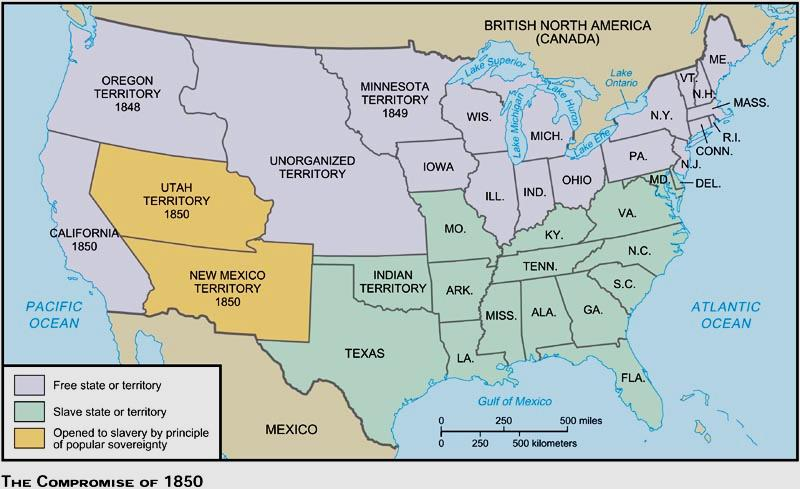 BRITISH NORTH AMERICA
(CANADA)
OREGON
TERRITORY
1848
MINNESOTA
TERRITORY
1849
Lake Superior
Lake Michigan
Lake Huron
Lake
Ontario
Lake Erie
ME.
VT.
N.H.
MASS.
N.Y.
R.I.
CONN.
WIS.
MICH.
UNORGANIZED
TERRITORY
IOWA
PA.
N.J.
UTAH
TERRITORY
1850
ILL.
IND.
OHIO
MD.
DEL.
CALIFORNIA
1850
MO.
KY.
VA.
NEW MEXICO
TERRITORY
1850
INDIAN
TERRITORY
TENN.
N.C.
ARK.
S.C.
PACIFIC
OCEAN
MISS.
ALA.
GA.
ATLANTIC
OCEAN
TEXAS
LA.
FLA.
Gulf of Mexico
MEXICO
0 250 500 miles
0 250 500 kilometers
Free state or territory
Slave state or territory
Opened to slavery by principle
of popular sovereignty
THE COMPROMISE OF 1850